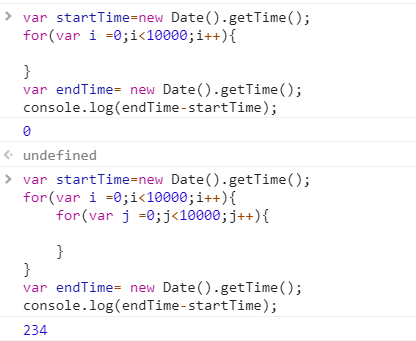 var startTime=new Date().getTime();
for(var i =0;i<10000;i++){
}
var endTime= new Date().getTime();
console.log(endTime-startTime);
0
undefined
var startTime=new Date().getTime();
for(var i =0;i<10000;i++){
    for(var j =0;j<10000;j++){
    }
}
var endTime= new Date().getTime();
console.log(endTime-startTime);
234